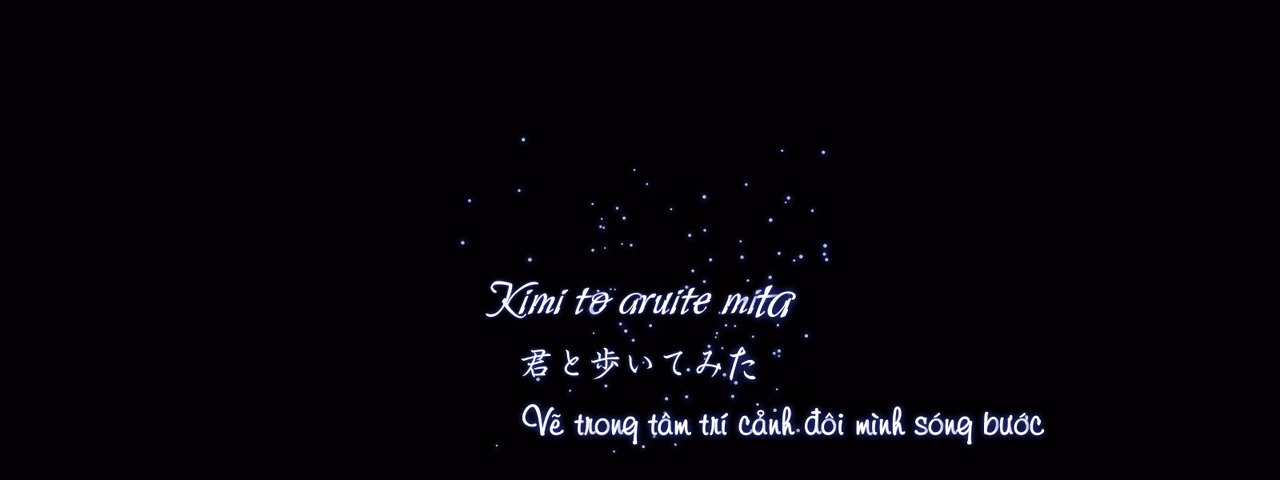 Kimi to aruite mita
君と歩いてみた
Vẽ trong tâm trí cảnh đôi mình sóng bước